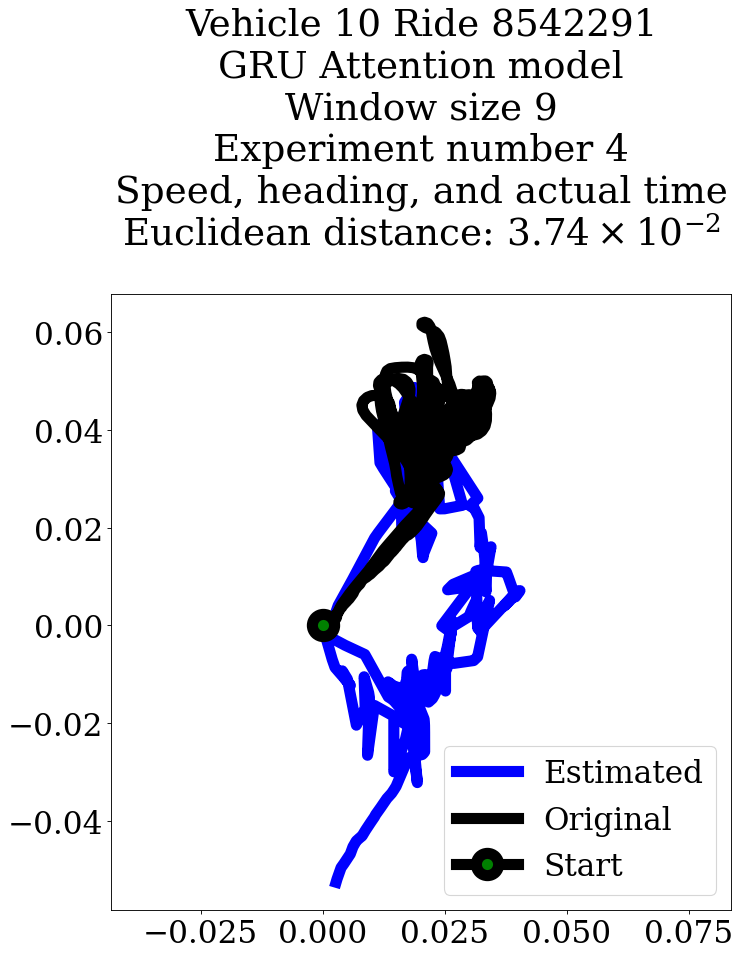 Vehicle 10 Ride 8542291
GRU Attention model
Window size 9
Experiment number 4
Speed, heading, and actual time
Euclidean distance: 3.74 × 10⁻²
0.06
0.04
0.02
0.00
−0.02
−0.04
Estimated
Original
Start
−0.025 0.000 0.025 0.050 0.075